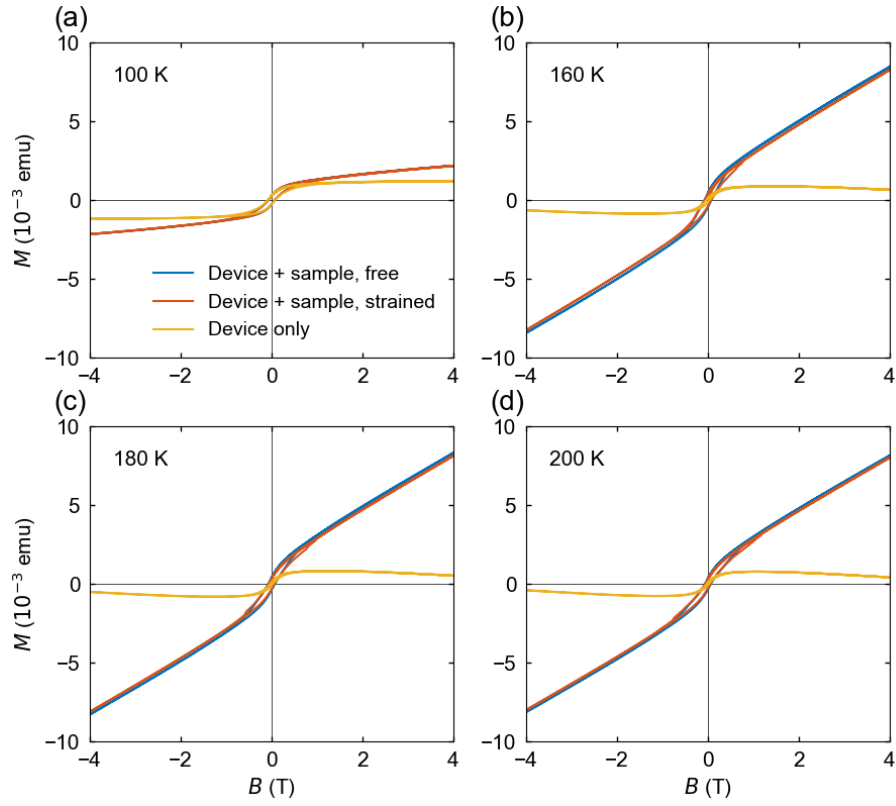 (a)
100 K
10
5
0
−5
−10
M (10⁻³ emu)
Device + sample, free
Device + sample, strained
Device only
−4
−2
0
2
4
(b)
160 K
10
5
0
−5
−10
−4
−2
0
2
4
(c)
180 K
10
5
0
−5
−10
M (10⁻³ emu)
−4
−2
0
2
4
B (T)
(d)
200 K
10
5
0
−5
−10
−4
−2
0
2
4
B (T)